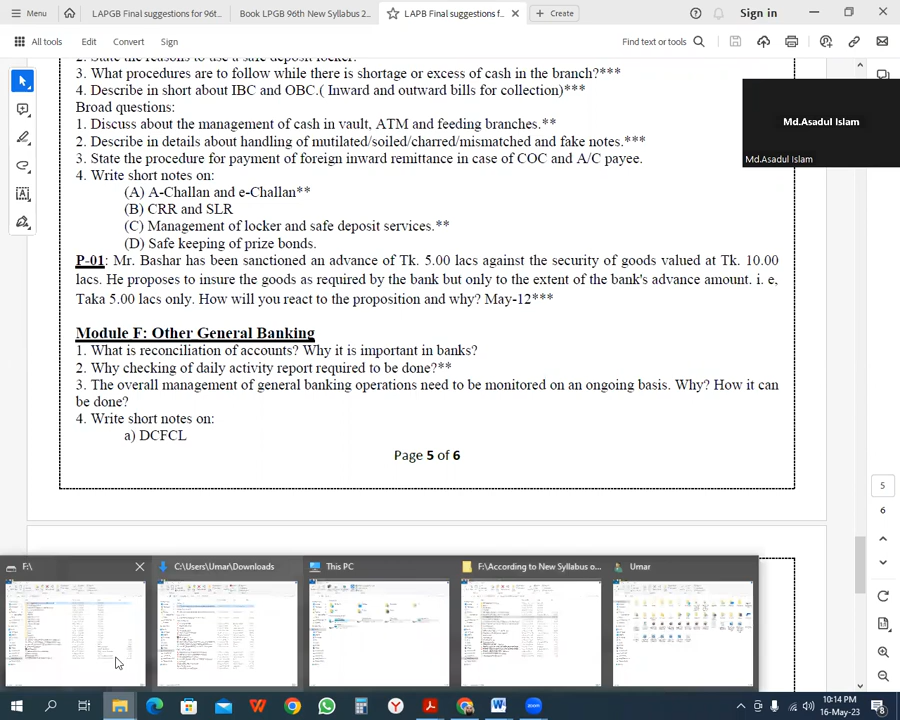 Menu
LAPGB Final suggestions for 96t...
Book LPGB 96th New Syllabus 2...
LAPB Final suggestions f...
Create
Sign in
All tools
Edit
Convert
Sign
Find text or tools
3. What procedures are to follow while there is shortage or excess of cash in the branch?***
4. Describe in short about IBC and OBC.( Inward and outward bills for collection)***
Broad questions:
1. Discuss about the management of cash in vault, ATM and feeding branches.**
2. Describe in details about handling of mutilated/soiled/charred/mismatched and fake notes.***
3. State the procedure for payment of foreign inward remittance in case of COC and A/C payee.
4. Write short notes on:
(A) A-Challan and e-Challan**
(B) CRR and SLR
(C) Management of locker and safe deposit services.**
(D) Safe keeping of prize bonds.
P-01: Mr. Bashar has been sanctioned an advance of Tk. 5.00 lacs against the security of goods valued at Tk. 10.00
lacs. He proposes to insure the goods as required by the bank but only to the extent of the bank's advance amount. i. e,
Taka 5.00 lacs only. How will you react to the proposition and why? May-12***
Module F: Other General Banking
1. What is reconciliation of accounts? Why it is important in banks?
2. Why checking of daily activity report required to be done?**
3. The overall management of general banking operations need to be monitored on an ongoing basis. Why? How it can
be done?
4. Write short notes on:
a) DCFCL
Page 5 of 6
Md.Asadul Islam
Md.Asadul Islam
5
6
F:\
C:\Users\Umar\Downloads
This PC
F:\According to New Syllabus o...
Umar
10:14 PM
16-May-23
8